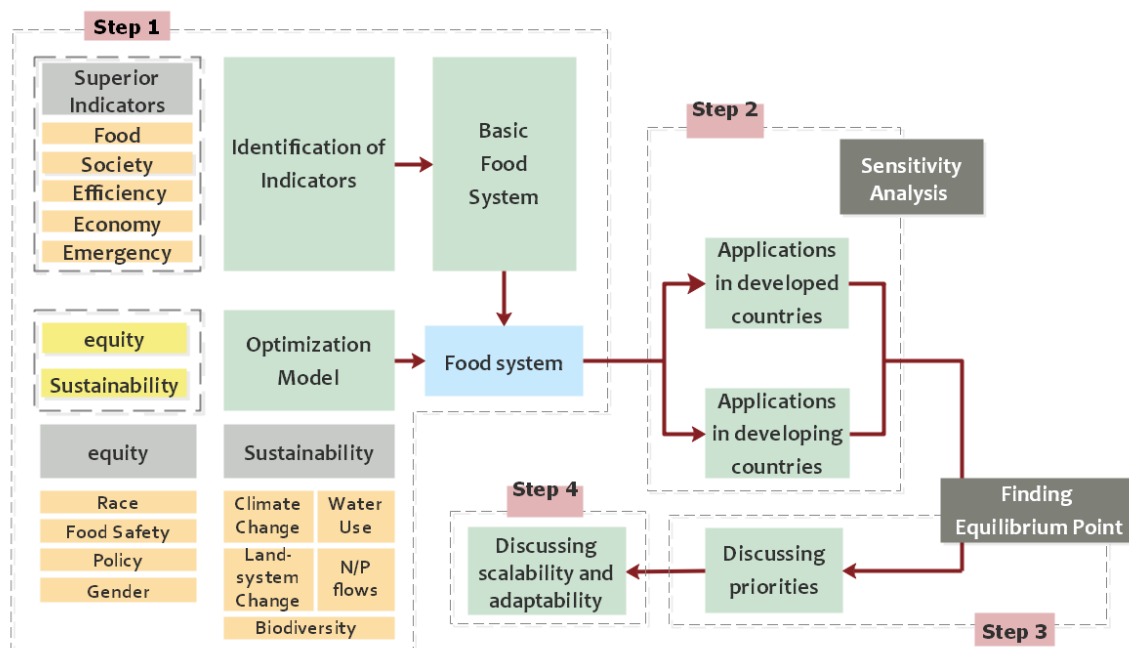 Step 1
Superior
Indicators
Food
Society
Efficiency
Economy
Emergency
Identification of
Indicators
Basic
Food
System
equity
Sustainability
Optimization
Model
Food system
equity
Race
Food Safety
Policy
Gender
Sustainability
Climate
Change
Water
Use
Land-
system
Change
N/P
flows
Biodiversity
Step 2
Sensitivity
Analysis
Applications
in developed
countries
Applications
in developing
countries
Finding
Equilibrium Point
Discussing
priorities
Step 3
Step 4
Discussing
scalability and
adaptability